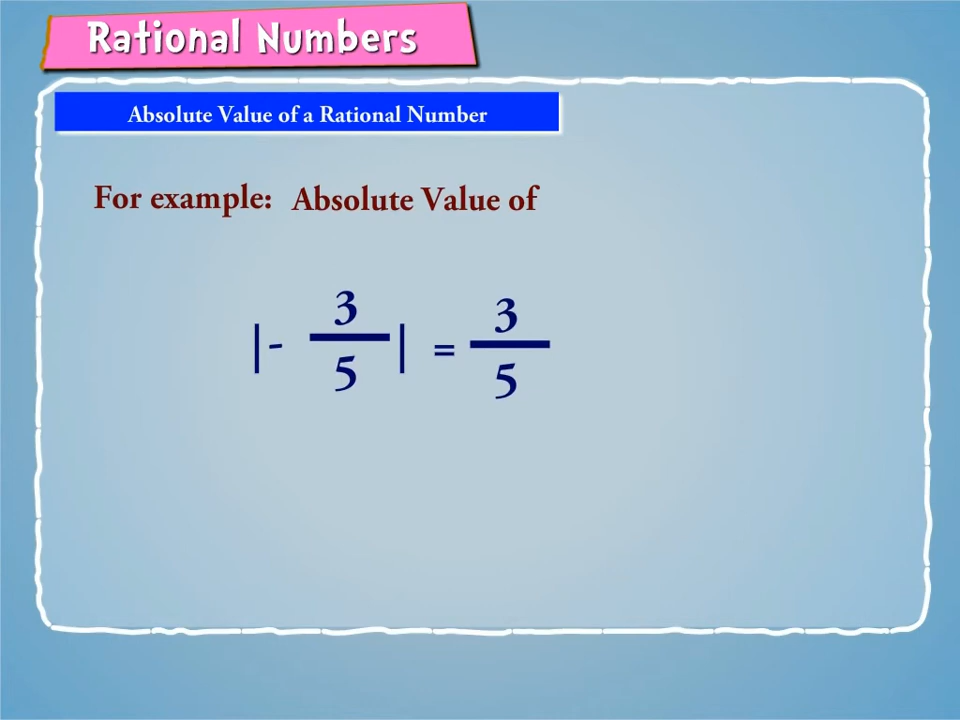 Rational Numbers
Absolute Value of a Rational Number
For example: Absolute Value of
|- 3/5 | = 3/5